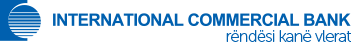 INTERNATIONAL COMMERCIAL BANK
rëndësi kanë vlerat